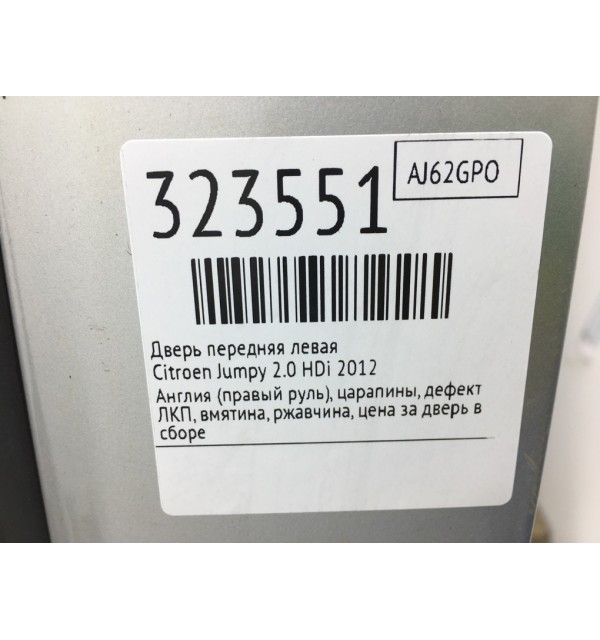 323551
AJ62GPO
Дверь передняя левая
Citroen Jumpy 2.0 HDi 2012
Англия (правый руль), царапины, дефект
ЛКП, вмятина, ржавчина, цена за дверь в
сборе